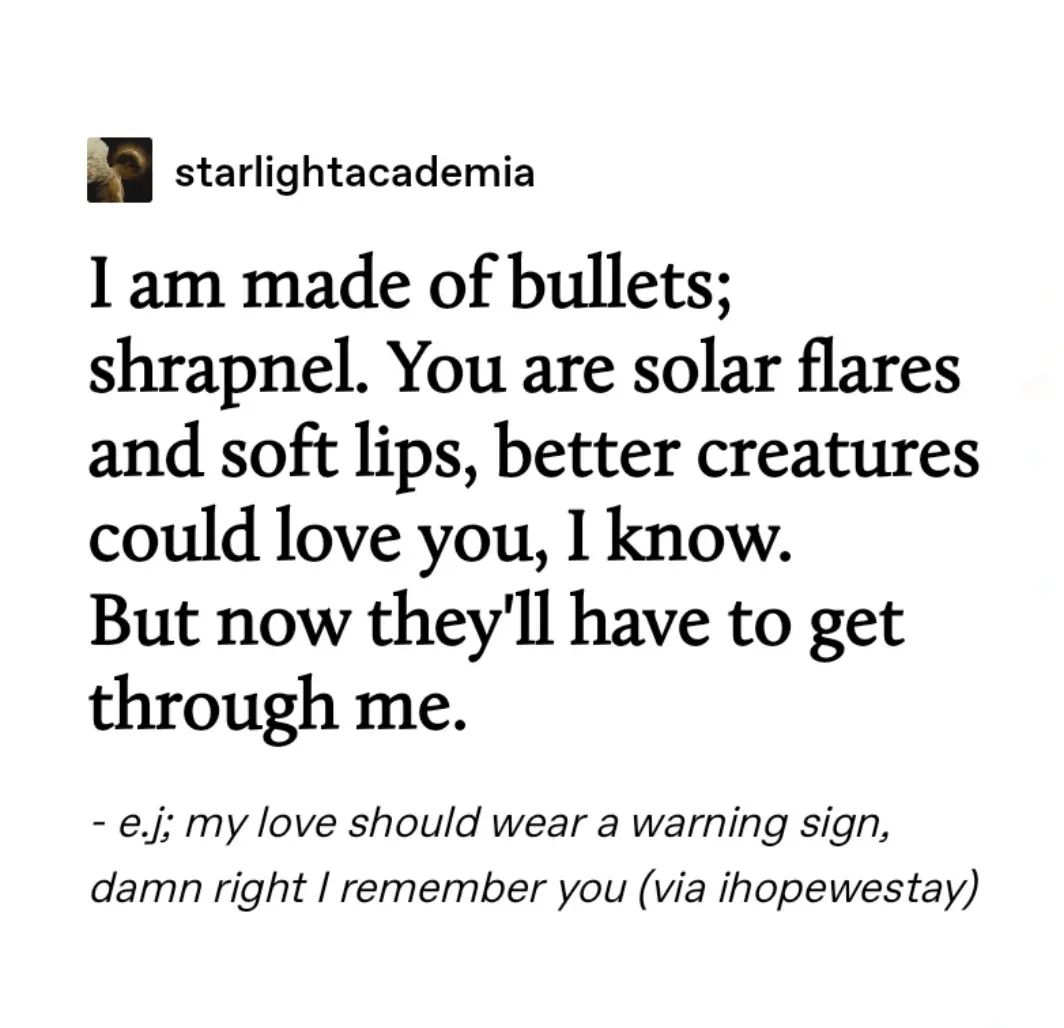 starlightacademia
I am made of bullets;
shrapnel. You are solar flares
and soft lips, better creatures
could love you, I know.
But now they'll have to get
through me.
- e.j; my love should wear a warning sign,
damn right I remember you (via ihopewestay)